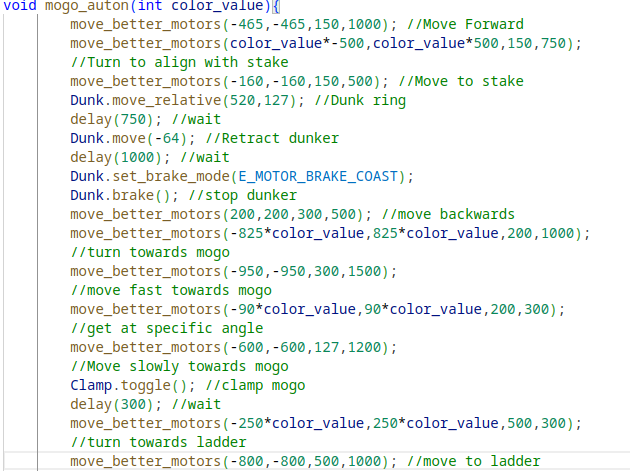 void mogo_auton(int color_value){
move_better_motors(-465,-465,150,1000); //Move Forward
move_better_motors(color_value*-500,color_value*500,150,750);
//Turn to align with stake
move_better_motors(-160,-160,150,500); //Move to stake
Dunk.move_relative(520,127); //Dunk ring
delay(750); //wait
Dunk.move(-64); //Retract dunker
delay(1000); //wait
Dunk.set_brake_mode(E_MOTOR_BRAKE_COAST);
Dunk.brake(); //stop dunker
move_better_motors(200,200,300,500); //move backwards
move_better_motors(-825*color_value,825*color_value,200,1000);
//turn towards mogo
move_better_motors(-950,-950,300,1500);
//move fast towards mogo
move_better_motors(-90*color_value,90*color_value,200,300);
//get at specific angle
move_better_motors(-600,-600,127,1200);
//Move slowly towards mogo
Clamp.toggle(); //clamp mogo
delay(300); //wait
move_better_motors(-250*color_value,250*color_value,500,300);
//turn towards ladder
move_better_motors(-800,-800,500,1000); //move to ladder